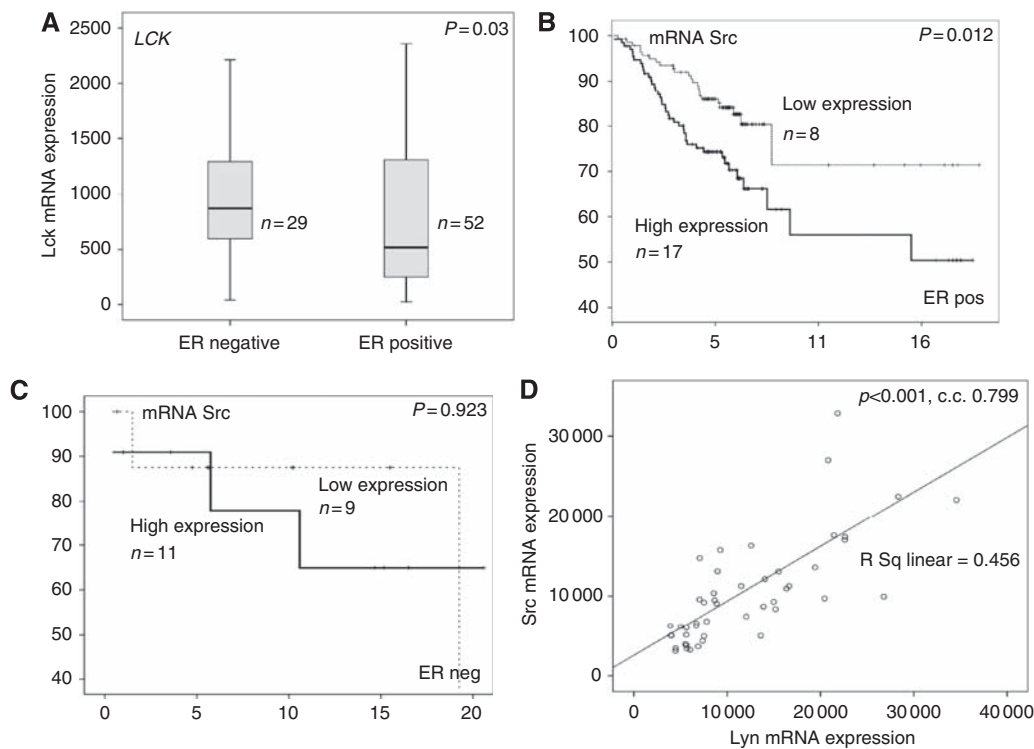 A
LCK
P=0.03
2500
2000
1500
1000
500
0
Lck mRNA expression
n=29
n=52
ER negative
ER positive
B
mRNA Src
P=0.012
100
90
80
70
60
50
40
Low expression
n=8
High expression
n=17
ER pos
0
5
11
16
C
mRNA Src
P=0.923
100
90
80
70
65
60
40
Low expression
n=9
High expression
n=11
ER neg
0
5
10
15
20
D
p<0.001, c.c. 0.799
30 000
20 000
10 000
0
Src mRNA expression
R Sq linear = 0.456
0
10 000
20 000
30 000
40 000
Lyn mRNA expression